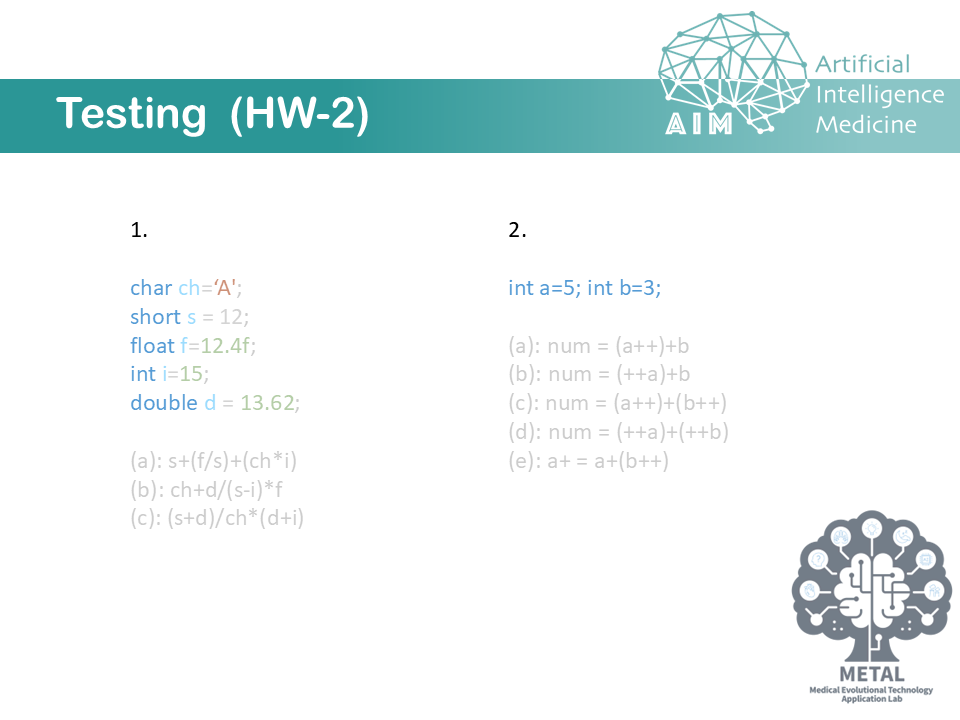 Testing (HW-2)
AIM
Artificial
Intelligence
Medicine
1.
char ch=‘A';
short s = 12;
float f=12.4f;
int i=15;
double d = 13.62;
(a): s+(f/s)+(ch*i)
(b): ch+d/(s-i)*f
(c): (s+d)/ch*(d+i)
2.
int a=5; int b=3;
(a): num = (a++)+b
(b): num = (++a)+b
(c): num = (a++)+(b++)
(d): num = (++a)+(++b)
(e): a+ = a+(b++)
METAL
Medical Evolutional Technology
Application Lab